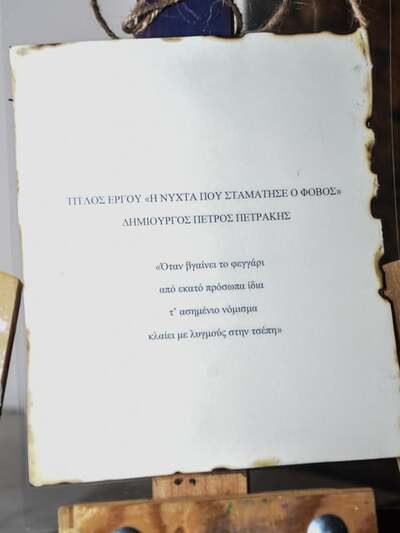 ΤΙΤΛΟΣ ΕΡΓΟΥ «Η ΝΥΧΤΑ ΠΟΥ ΣΤΑΜΑΤΗΣΕ Ο ΦΟΒΟΣ»
ΔΗΜΙΟΥΡΓΟΣ ΠΕΤΡΟΣ ΠΕΤΡΑΚΗΣ
«Όταν βγαίνει το φεγγάρι
από εκατό πρόσωπα ίδια
τ’ ασημένιο νόμισμα
κλαίει με λυγμούς στην τσέπη»